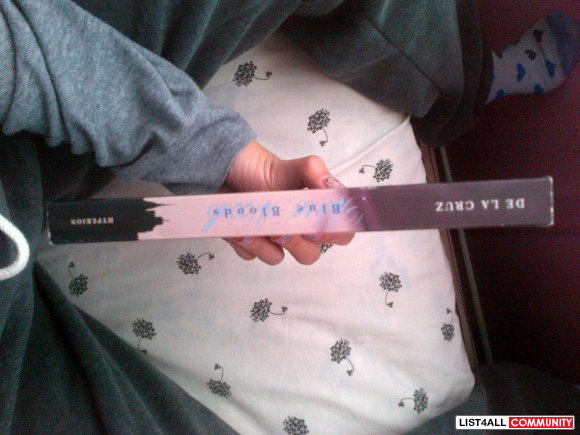 DE LA CRUZ
Blue Bloods
HYPERION
LIST4ALL COMMUNITY